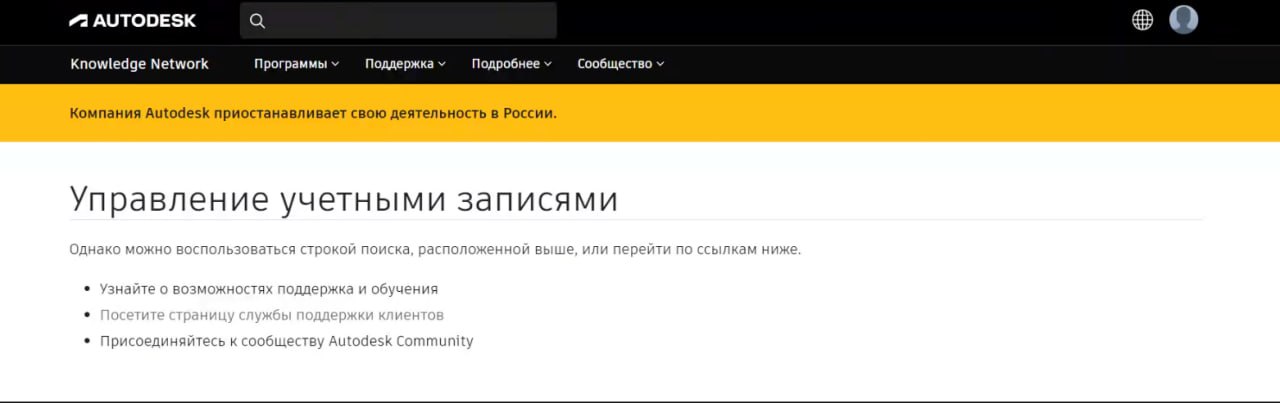 AUTODESK
Knowledge Network Программы Поддержка Подробнее Сообщество
Компания Autodesk приостанавливает свою деятельность в России.
Управление учетными записями
Однако можно воспользоваться строкой поиска, расположенной выше, или перейти по ссылкам ниже.
• Узнайте о возможностях поддержка и обучения
• Посетите страницу службы поддержки клиентов
• Присоединяйтесь к сообществу Autodesk Community